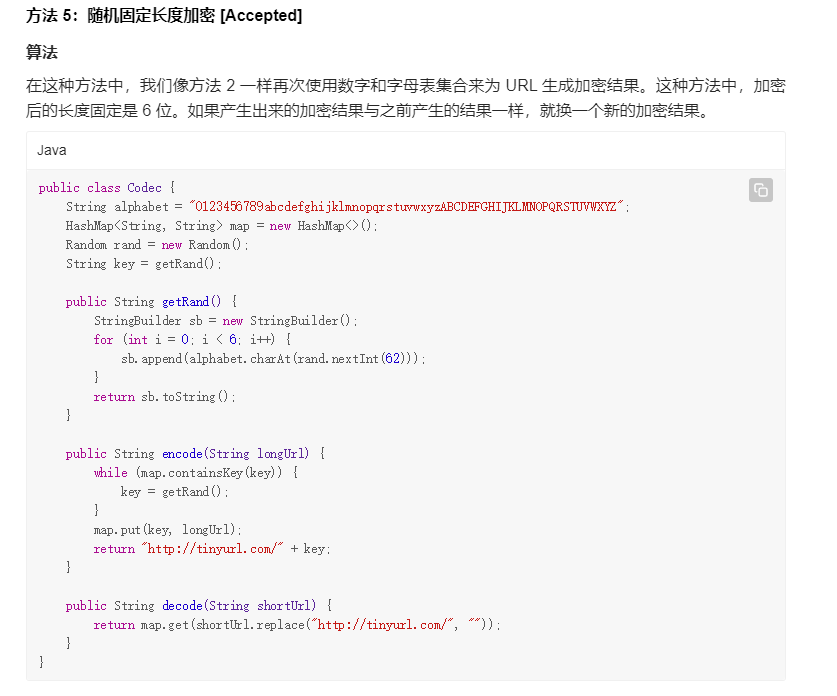 方法 5：随机固定长度加密 [Accepted]
算法
在这种方法中，我们像方法 2 一样再次使用数字和字母表集合来为 URL 生成加密结果。这种方法中，加密
后的长度固定是 6 位。如果产生出来的加密结果与之前产生的结果一样，就换一个新的加密结果。
Java
public class Codec {
    String alphabet = "0123456789abcdefghijklmnopqrstuvwxyzABCDEFGHIJKLMNOPQRSTUVWXYZ";
    HashMap<String, String> map = new HashMap<>();
    Random rand = new Random();
    String key = getRand();

    public String getRand() {
        StringBuilder sb = new StringBuilder();
        for (int i = 0; i < 6; i++) {
            sb.append(alphabet.charAt(rand.nextInt(62)));
        }
        return sb.toString();
    }

    public String encode(String longUrl) {
        while (map.containsKey(key)) {
            key = getRand();
        }
        map.put(key, longUrl);
        return "http://tinyurl.com/" + key;
    }

    public String decode(String shortUrl) {
        return map.get(shortUrl.replace("http://tinyurl.com/", ""));
    }
}